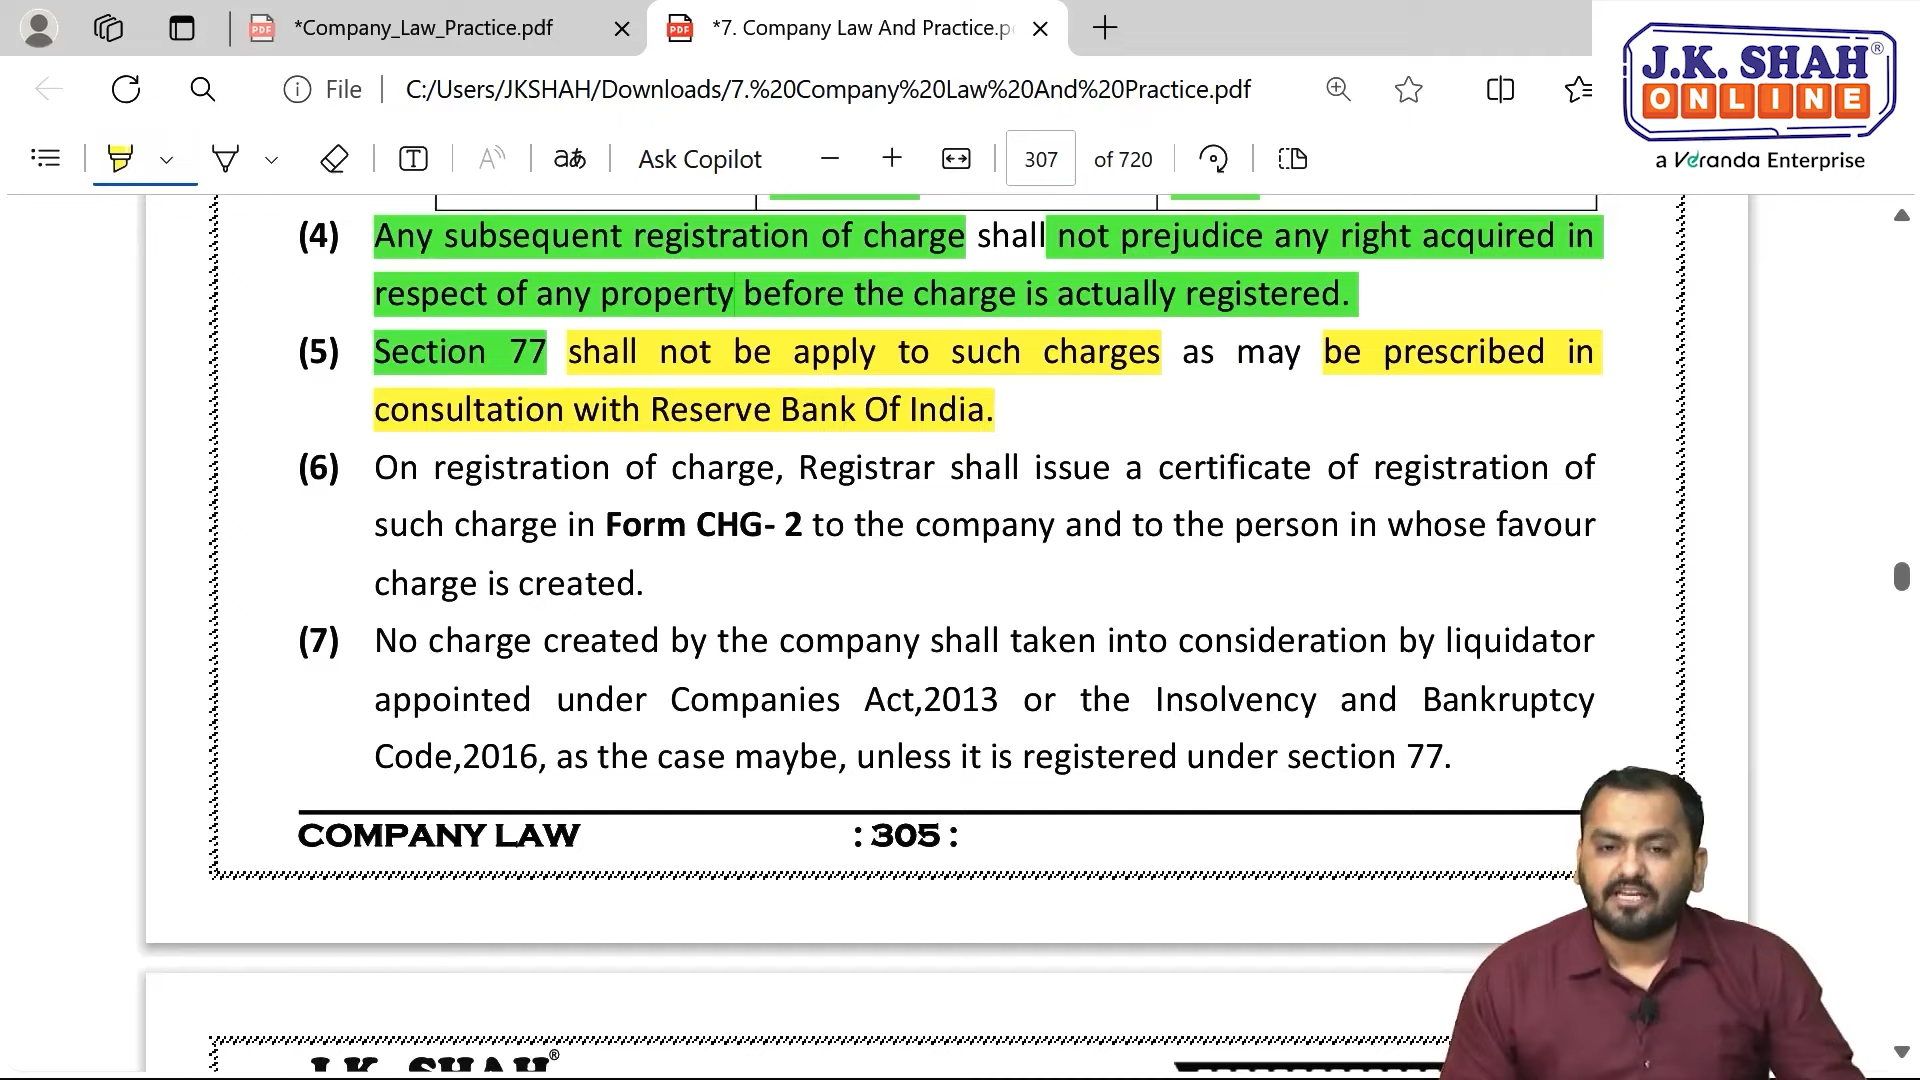 *Company_Law_Practice.pdf
*7. Company Law And Practice.p
J.K. SHAH®
ONLINE
a Veranda Enterprise
File
C:/Users/JKSHAH/Downloads/7.%20Company%20Law%20And%20Practice.pdf
Ask Copilot
307 of 720
(4) Any subsequent registration of charge shall not prejudice any right acquired in
respect of any property before the charge is actually registered.
(5) Section 77 shall not be apply to such charges as may be prescribed in
consultation with Reserve Bank Of India.
(6) On registration of charge, Registrar shall issue a certificate of registration of
such charge in Form CHG- 2 to the company and to the person in whose favour
charge is created.
(7) No charge created by the company shall taken into consideration by liquidator
appointed under Companies Act,2013 or the Insolvency and Bankruptcy
Code,2016, as the case maybe, unless it is registered under section 77.
COMPANY LAW : 305 :
J.K. SHAH®